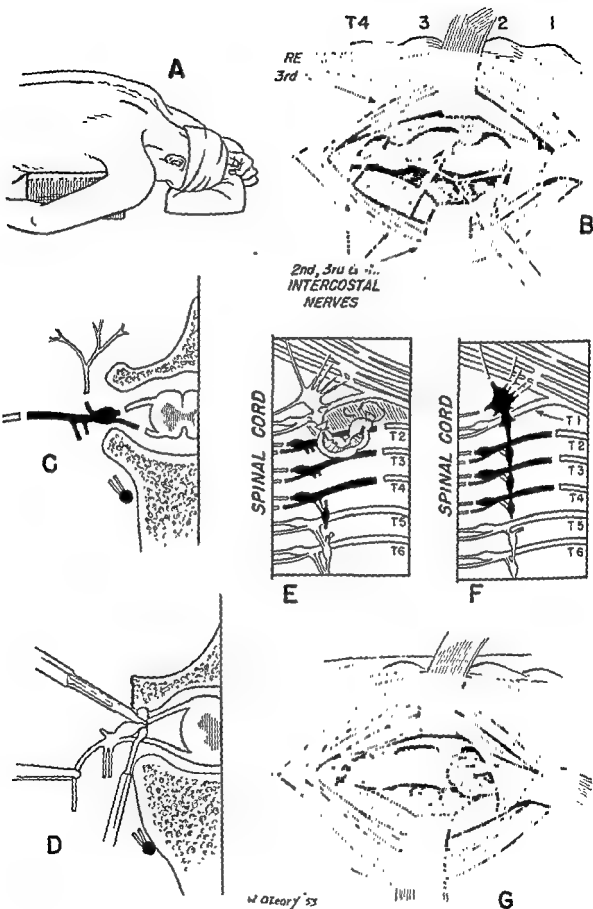 A
T4 3 2 1
RE
3rd
B
2nd, 3rd
INTERCOSTAL
NERVES
C
SPINAL CORD
T2
T3
T4
T5
T6
E
SPINAL CORD
T1
T2
T3
T4
T5
T6
F
D
W O'Leary '53
G